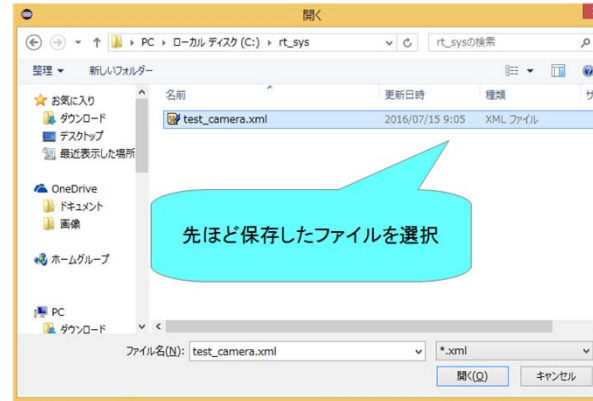 開く
PC ▸ ローカル ディスク (C:) ▸ rt_sys
rt_sysの検索
整理 ▼ 新しいフォルダー
お気に入り
ダウンロード
デスクトップ
最近表示した場所
OneDrive
ドキュメント
画像
ホームグループ
PC
ダウンロード
名前 更新日時 種類 サ
test_camera.xml 2016/07/15 9:05 XML ファイル
先ほど保存したファイルを選択
ファイル名(N): test_camera.xml *.xml
開く(O) キャンセル